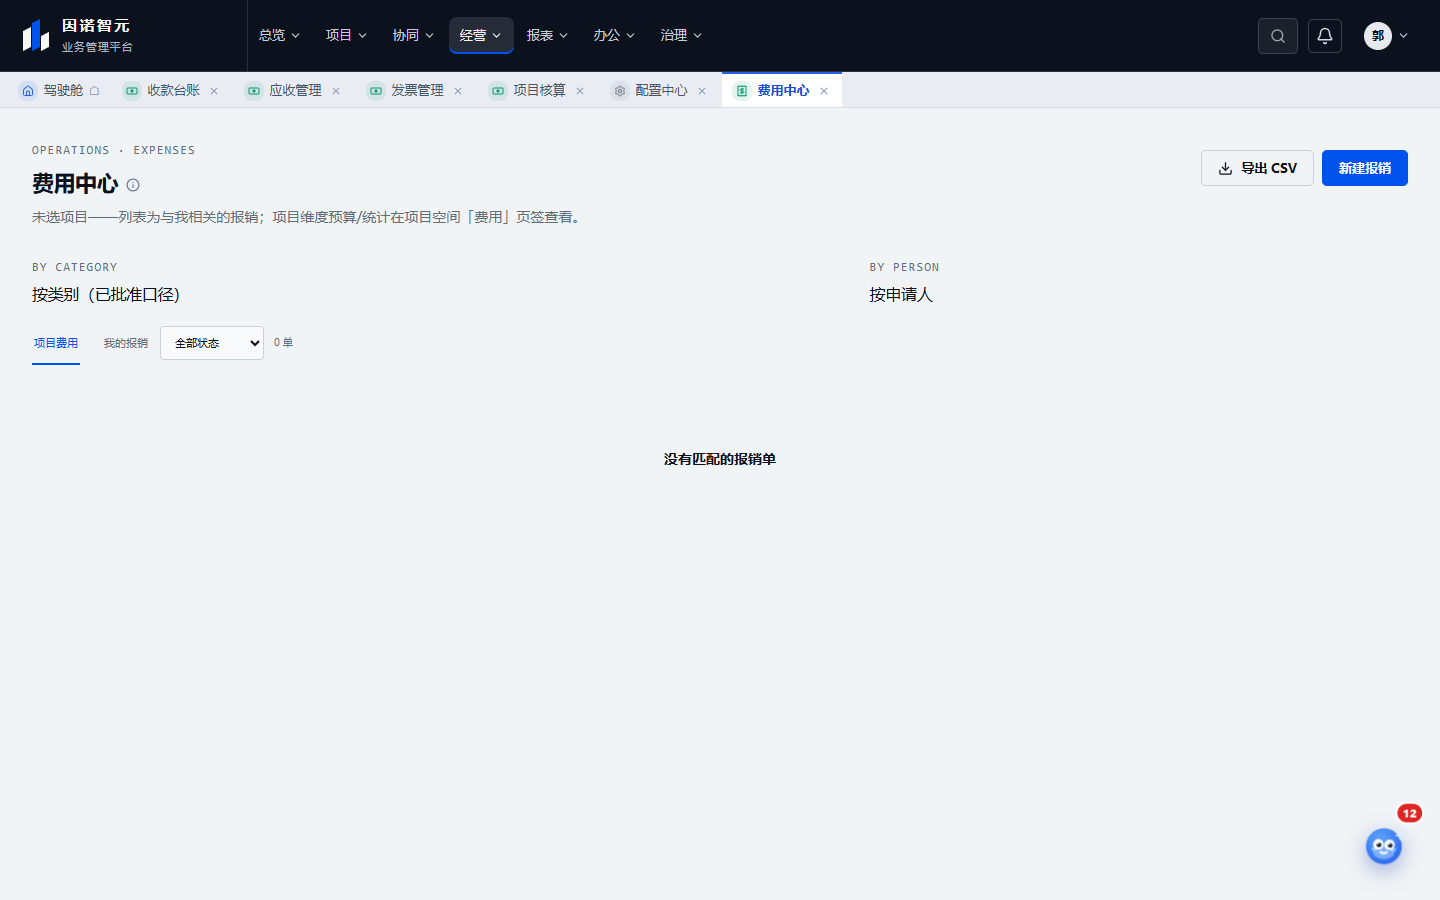 因诺智元
业务管理平台
总览 项目 协同 经营 报表 办公 治理 郭
驾驶舱 收款台账 应收管理 发票管理 项目核算 配置中心 费用中心
OPERATIONS · EXPENSES
费用中心
导出 CSV 新建报销
未选项目——列表为与我相关的报销；项目维度预算/统计在项目空间「费用」页签查看。
BY CATEGORY BY PERSON
按类别（已批准口径） 按申请人
项目费用 我的报销 全部状态 0 单
没有匹配的报销单
12